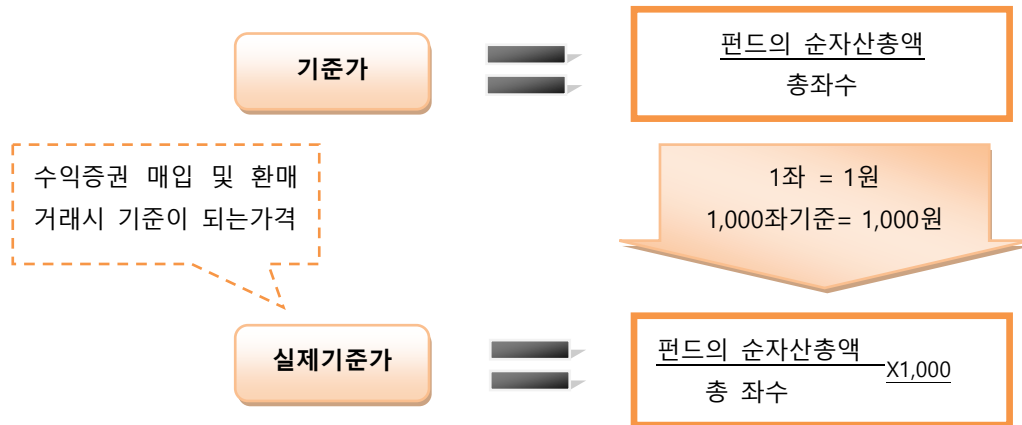 기준가
펀드의 순자산총액
총좌수
수익증권 매입 및 환매
거래시 기준이 되는가격
1좌 = 1원
1,000좌기준= 1,000원
실제기준가
펀드의 순자산총액
X1,000
총 좌수